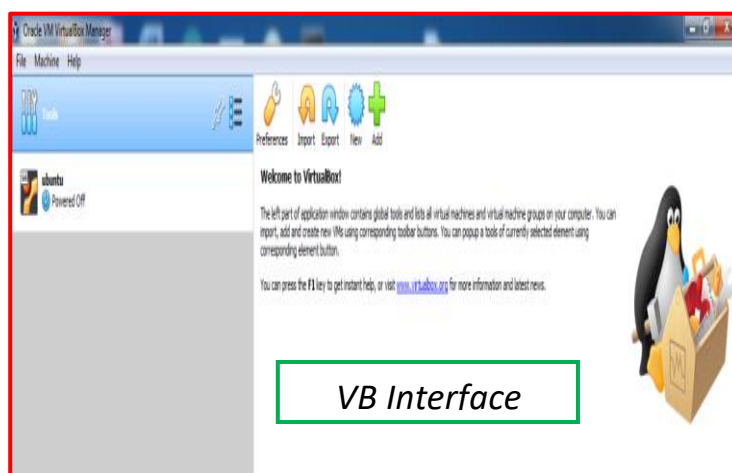 Oracle VM VirtualBox Manager
File Machine Help
Tools
Preferences Import Export New Add
ubuntu
Powered Off
Welcome to VirtualBox!
The left part of application window contains global tools and lists all virtual machines and virtual machine groups on your computer. You can
import, add and create new VMs using corresponding toolbar buttons. You can popup a tools of currently selected element using
corresponding element button.
You can press the F1 key to get instant help, or visit www.virtualbox.org for more information and latest news.
VM
VB Interface